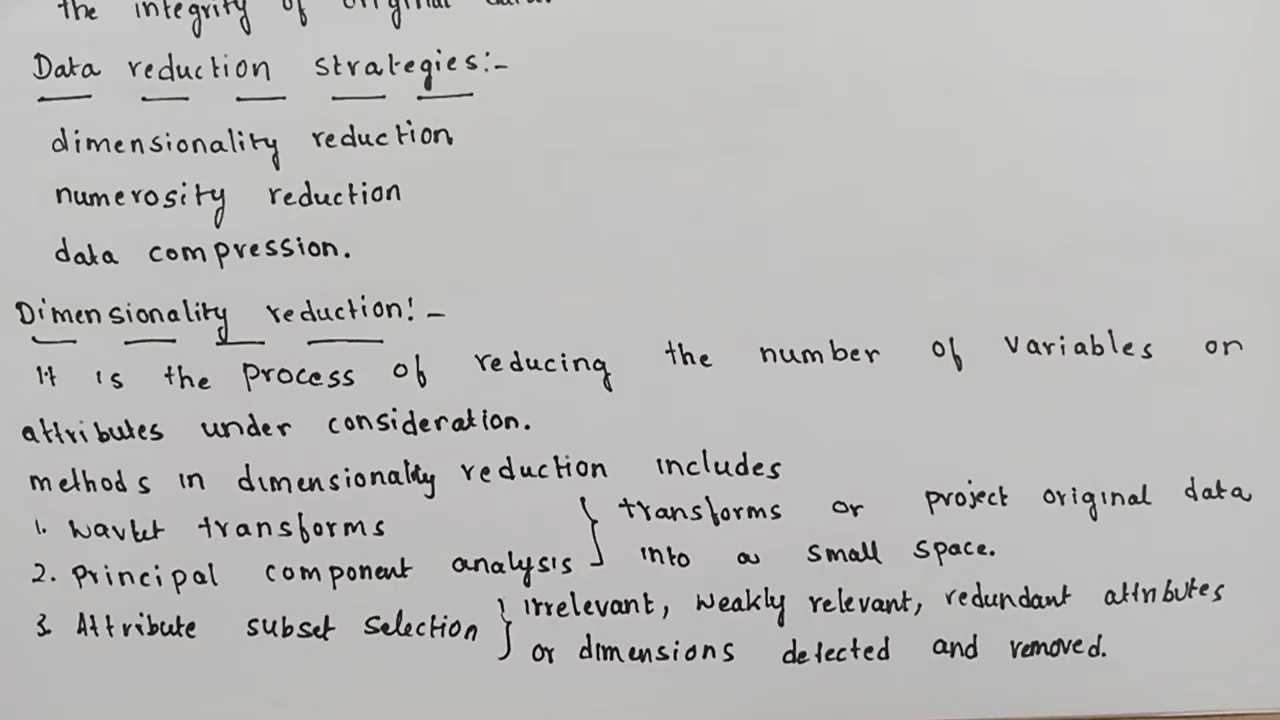 the integrity of original data.
Data reduction strategies:-
dimensionality reduction
numerosity reduction
data compression.
Dimensionality reduction:-
It is the process of reducing the number of variables or
attributes under consideration.
methods in dimensionality reduction includes
1. wavlet transforms } transforms or project original data
2. principal component analysis } into a small space.
3. Attribute subset selection } irrelevant, weakly relevant, redundant attributes
or dimensions detected and removed.